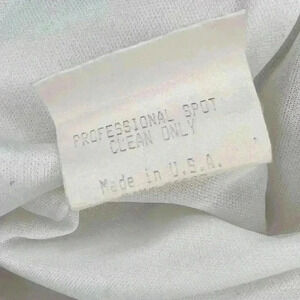 PROFESSIONAL SPOT
CLEAN ONLY
Made in U.S.A.